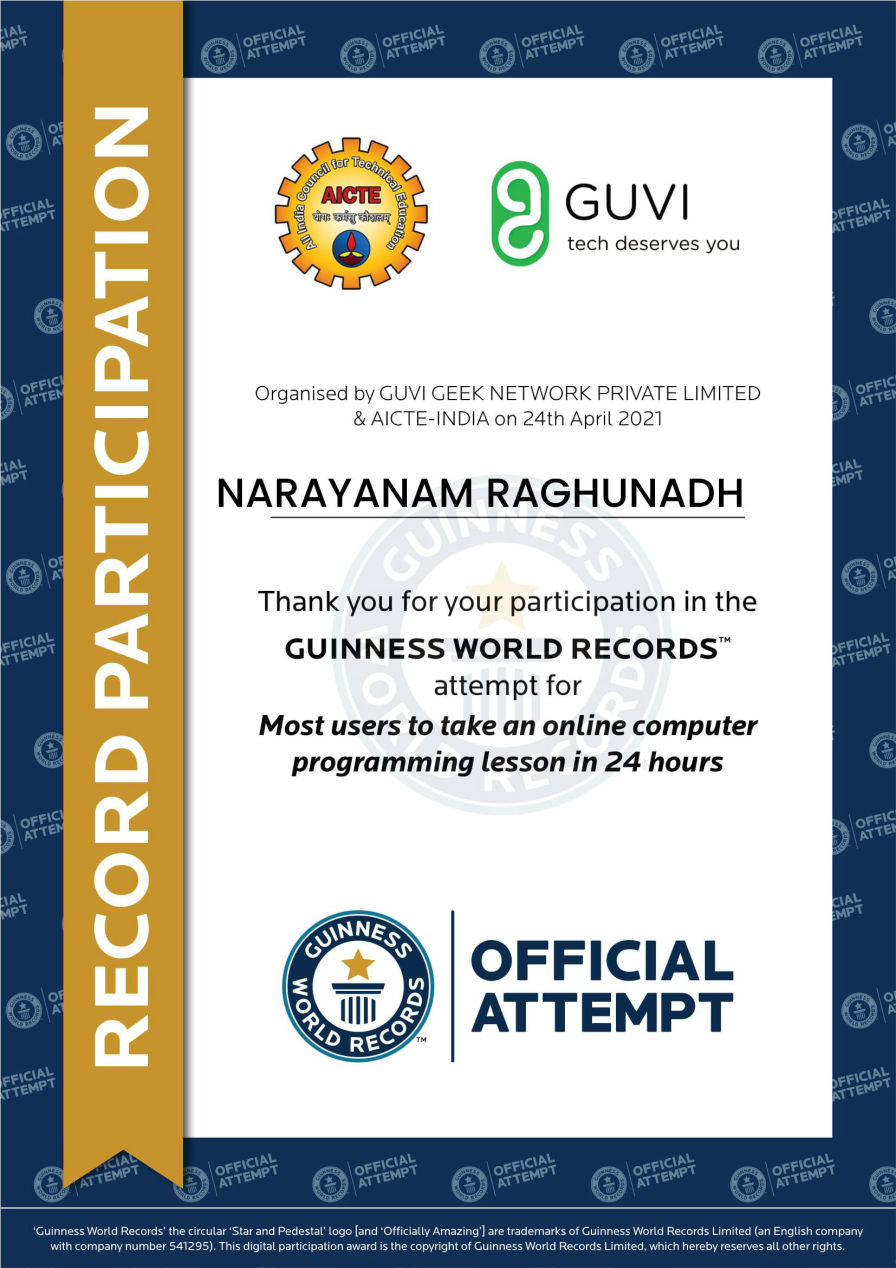 RECORD PARTICIPATION
All India Council for Technical Education
AICTE
योगः कर्मसु कौशलम्
GUVI
tech deserves you
Organised by GUVI GEEK NETWORK PRIVATE LIMITED
& AICTE-INDIA on 24th April 2021
NARAYANAM RAGHUNADH
Thank you for your participation in the
GUINNESS WORLD RECORDS™
attempt for
Most users to take an online computer
programming lesson in 24 hours
GUINNESS WORLD RECORDS™
OFFICIAL
ATTEMPT
'Guinness World Records' the circular 'Star and Pedestal' logo [and 'Officially Amazing'] are trademarks of Guinness World Records Limited (an English company
with company number 541295). This digital participation award is the copyright of Guinness World Records Limited, which hereby reserves all other rights.